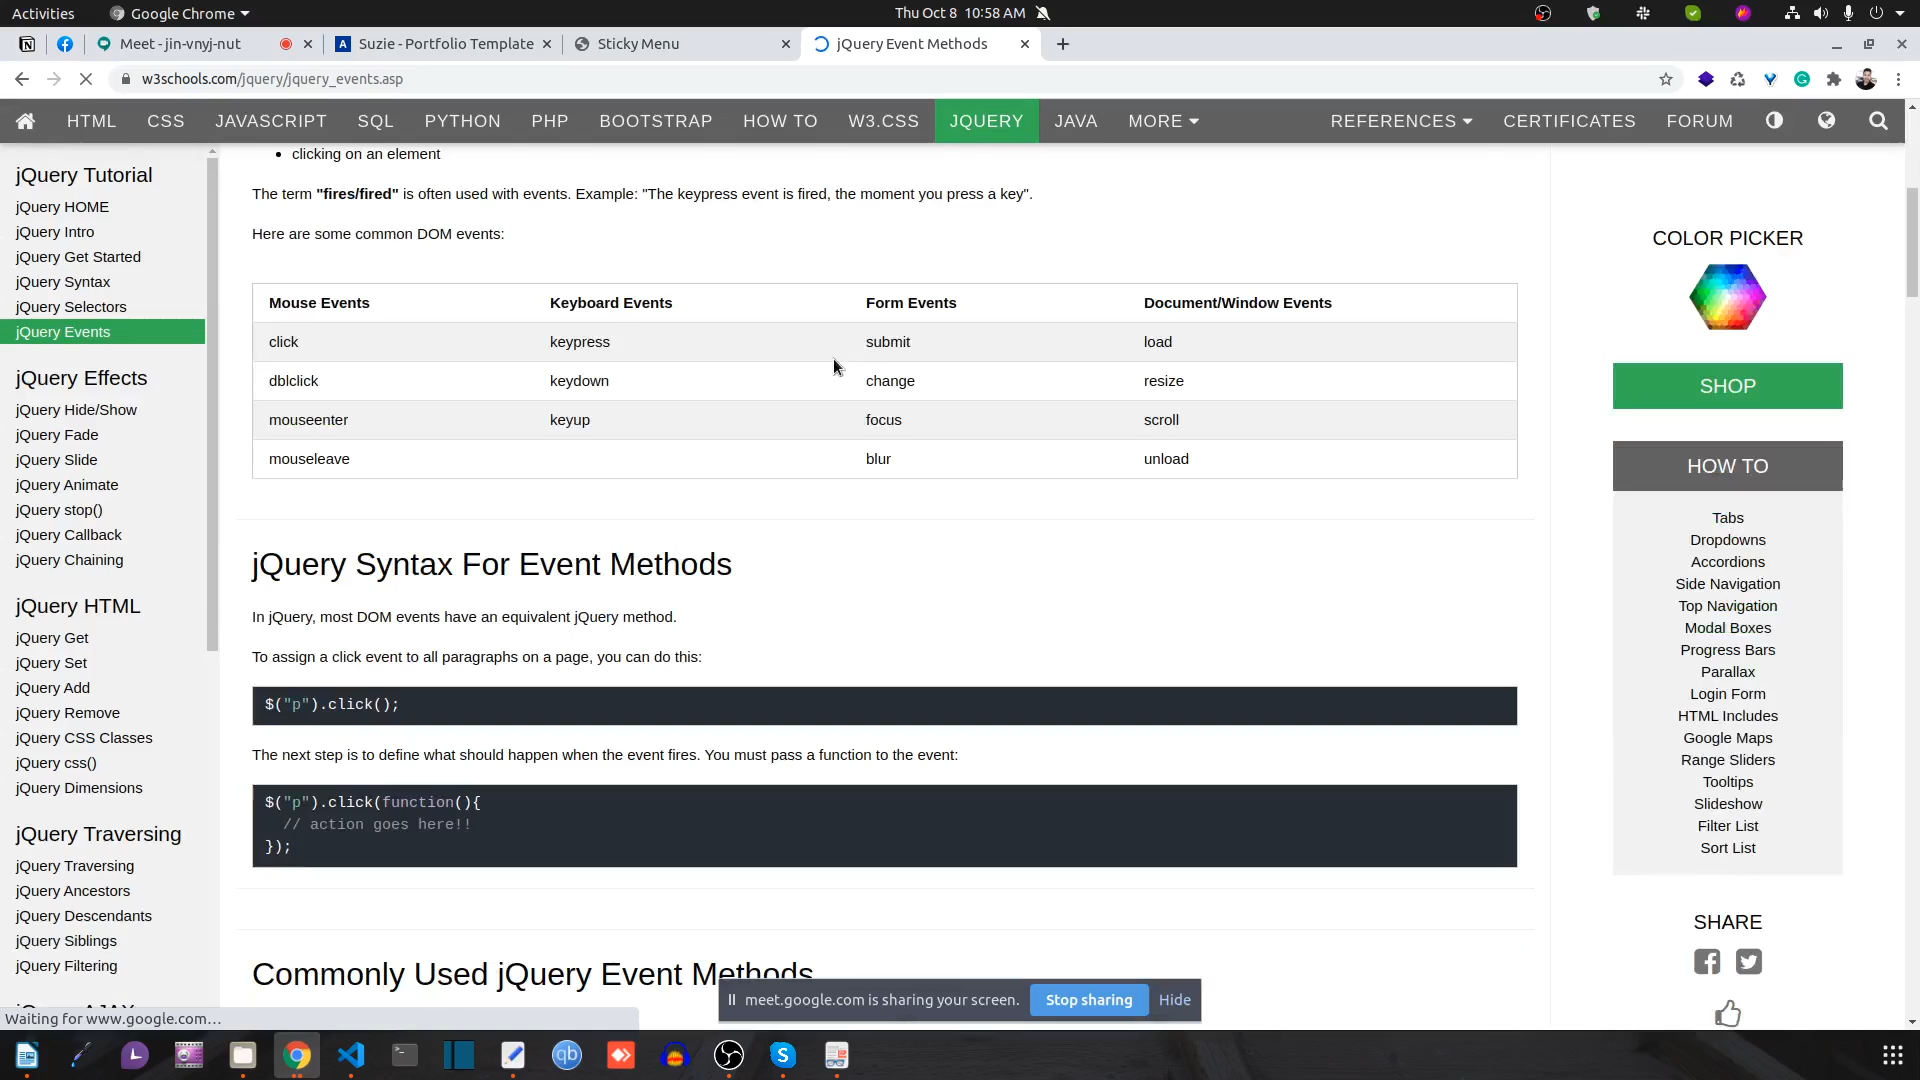 Activities
Google Chrome
Thu Oct 8 10:58 AM
Meet - jin-vnyj-nut
Suzie - Portfolio Template
Sticky Menu
jQuery Event Methods
w3schools.com/jquery/jquery_events.asp
HTML CSS JAVASCRIPT SQL PYTHON PHP BOOTSTRAP HOW TO W3.CSS JQUERY JAVA MORE REFERENCES CERTIFICATES FORUM
jQuery Tutorial
jQuery HOME
jQuery Intro
jQuery Get Started
jQuery Syntax
jQuery Selectors
jQuery Events
jQuery Effects
jQuery Hide/Show
jQuery Fade
jQuery Slide
jQuery Animate
jQuery stop()
jQuery Callback
jQuery Chaining
jQuery HTML
jQuery Get
jQuery Set
jQuery Add
jQuery Remove
jQuery CSS Classes
jQuery css()
jQuery Dimensions
jQuery Traversing
jQuery Traversing
jQuery Ancestors
jQuery Descendants
jQuery Siblings
jQuery Filtering
jQuery AJAX
Waiting for www.google.com...
clicking on an element
The term "fires/fired" is often used with events. Example: "The keypress event is fired, the moment you press a key".
Here are some common DOM events:
Mouse Events Keyboard Events Form Events Document/Window Events
click keypress submit load
dblclick keydown change resize
mouseenter keyup focus scroll
mouseleave blur unload
jQuery Syntax For Event Methods
In jQuery, most DOM events have an equivalent jQuery method.
To assign a click event to all paragraphs on a page, you can do this:
$("p").click();
The next step is to define what should happen when the event fires. You must pass a function to the event:
$("p").click(function(){
// action goes here!!
});
Commonly Used jQuery Event Methods
meet.google.com is sharing your screen. Stop sharing Hide
COLOR PICKER
SHOP
HOW TO
Tabs
Dropdowns
Accordions
Side Navigation
Top Navigation
Modal Boxes
Progress Bars
Parallax
Login Form
HTML Includes
Google Maps
Range Sliders
Tooltips
Slideshow
Filter List
Sort List
SHARE
qb